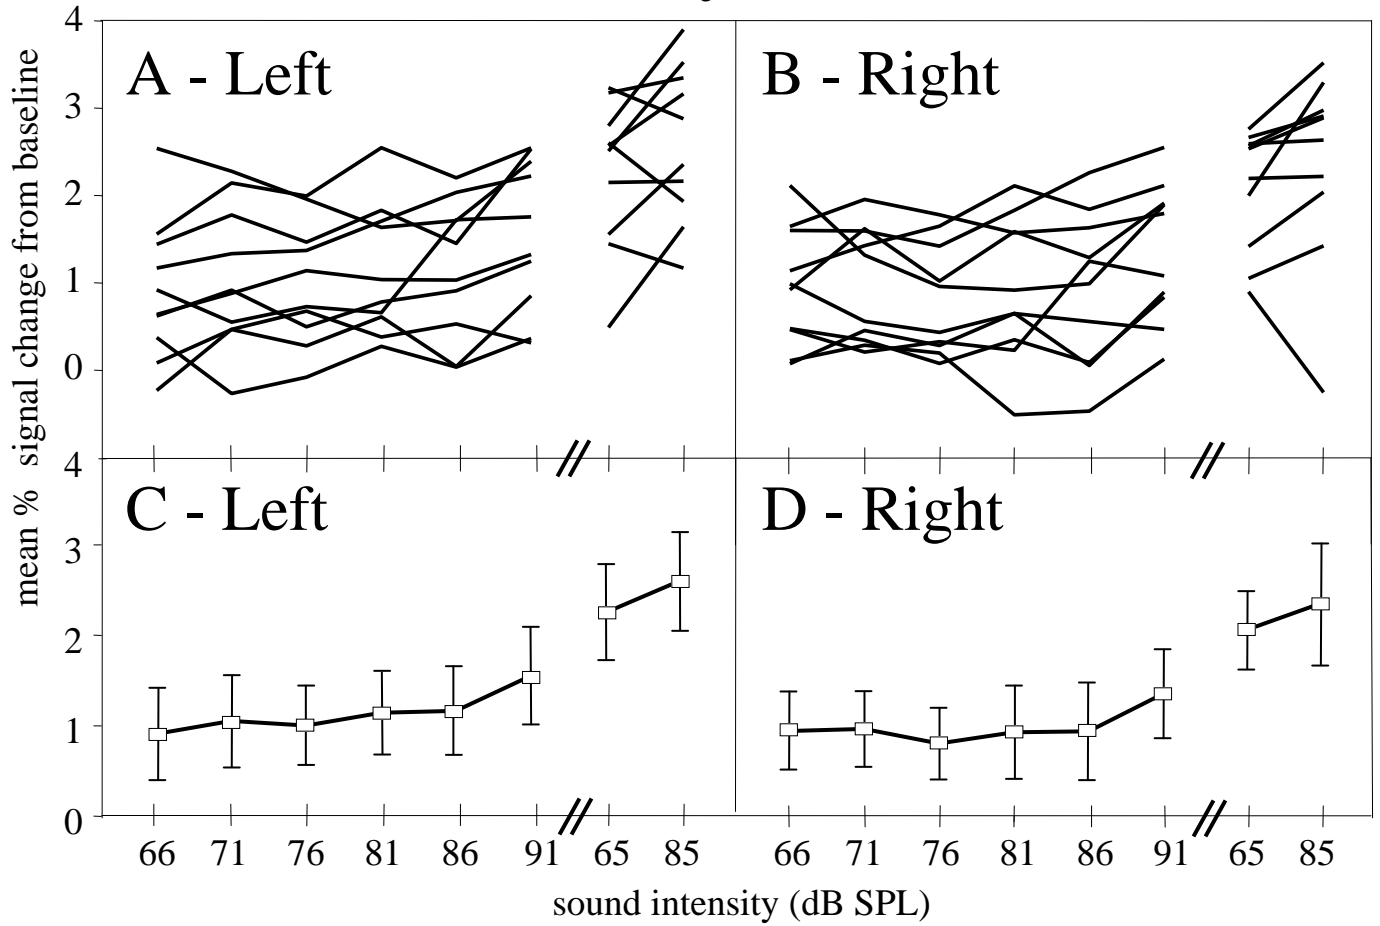 mean % signal change from baseline
4
3
2
1
0
A - Left
B - Right
4
3
2
1
0
C - Left
D - Right
66 71 76 81 86 91 65 85 66 71 76 81 86 91 65 85
sound intensity (dB SPL)